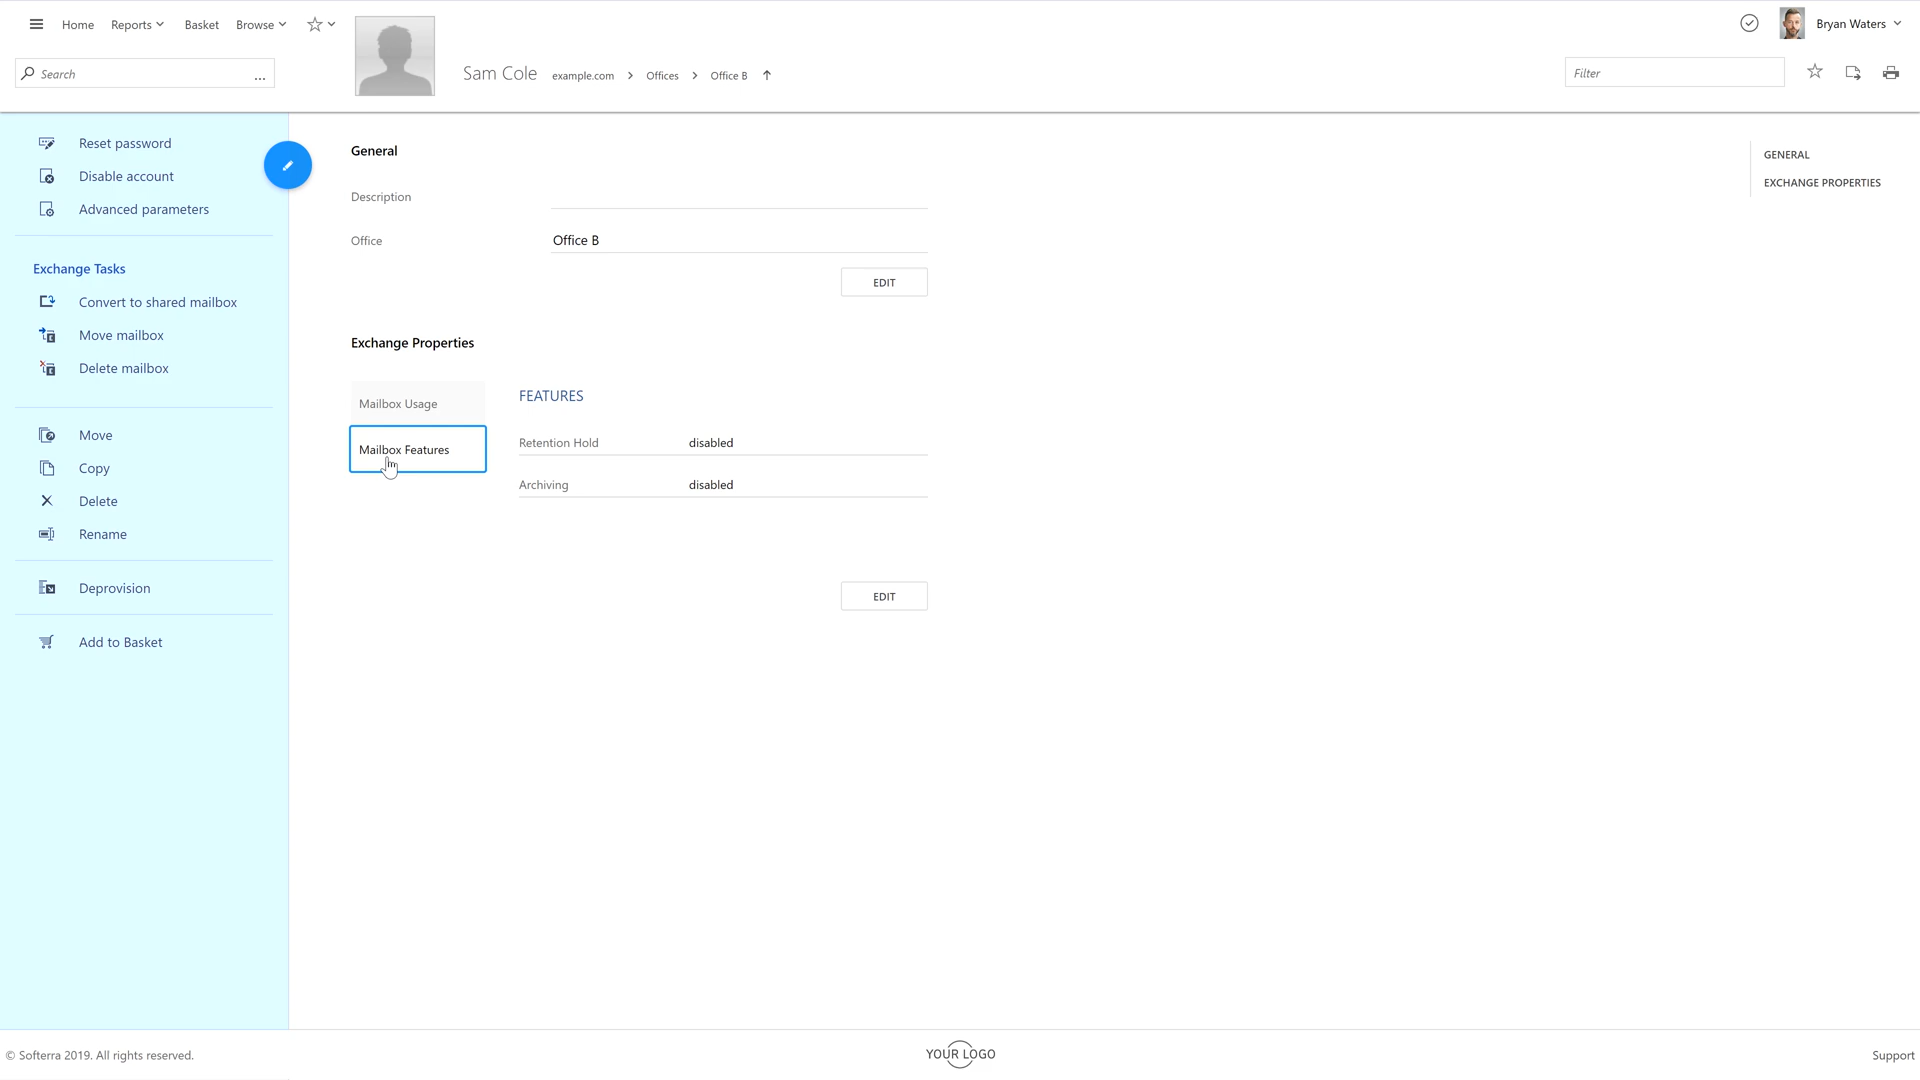 Home Reports Basket Browse
Bryan Waters
Search ...
Sam Cole example.com > Offices > Office B
Filter
Reset password
Disable account
Advanced parameters
Exchange Tasks
Convert to shared mailbox
Move mailbox
Delete mailbox
Move
Copy
Delete
Rename
Deprovision
Add to Basket
General
Description
Office Office B
EDIT
Exchange Properties
Mailbox Usage
Mailbox Features
FEATURES
Retention Hold disabled
Archiving disabled
EDIT
GENERAL
EXCHANGE PROPERTIES
© Softerra 2019. All rights reserved.
YOUR LOGO
Support